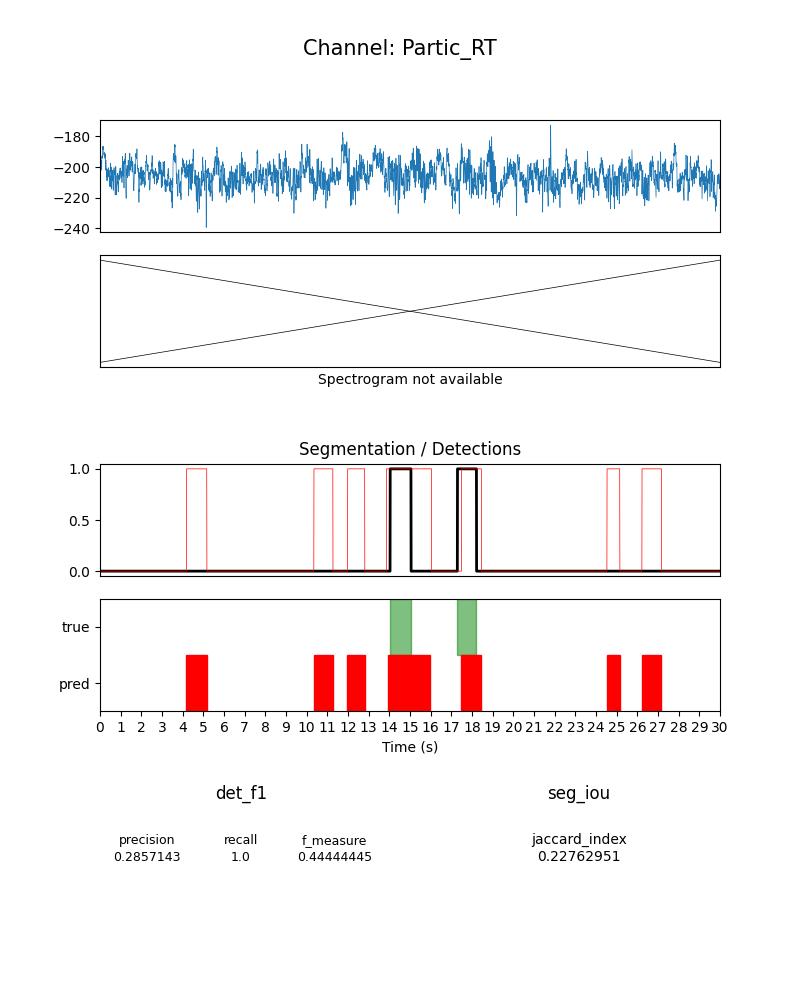 Channel: Partic_RT
−180
−200
−220
−240
Spectrogram not available
Segmentation / Detections
1.0
0.5
0.0
true
pred
0 1 2 3 4 5 6 7 8 9 10 11 12 13 14 15 16 17 18 19 20 21 22 23 24 25 26 27 28 29 30
Time (s)
det_f1 seg_iou
precision recall f_measure jaccard_index
0.2857143 1.0 0.44444445 0.22762951